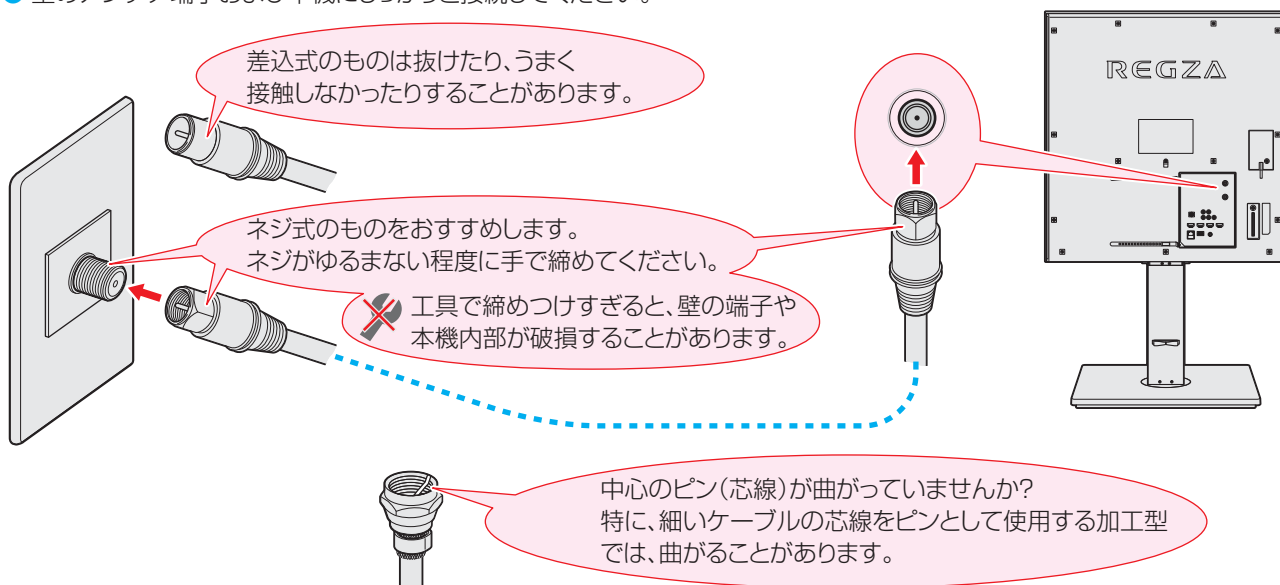 差込式のものは抜けたり、うまく
接触しなかったりすることがあります。
REGZA
ネジ式のものをおすすめします。
ネジがゆるまない程度に手で締めてください。
工具で締めつけすぎると、壁の端子や
本機内部が破損することがあります。
中心のピン(芯線)が曲がっていませんか?
特に、細いケーブルの芯線をピンとして使用する加工型
では、曲がることがあります。